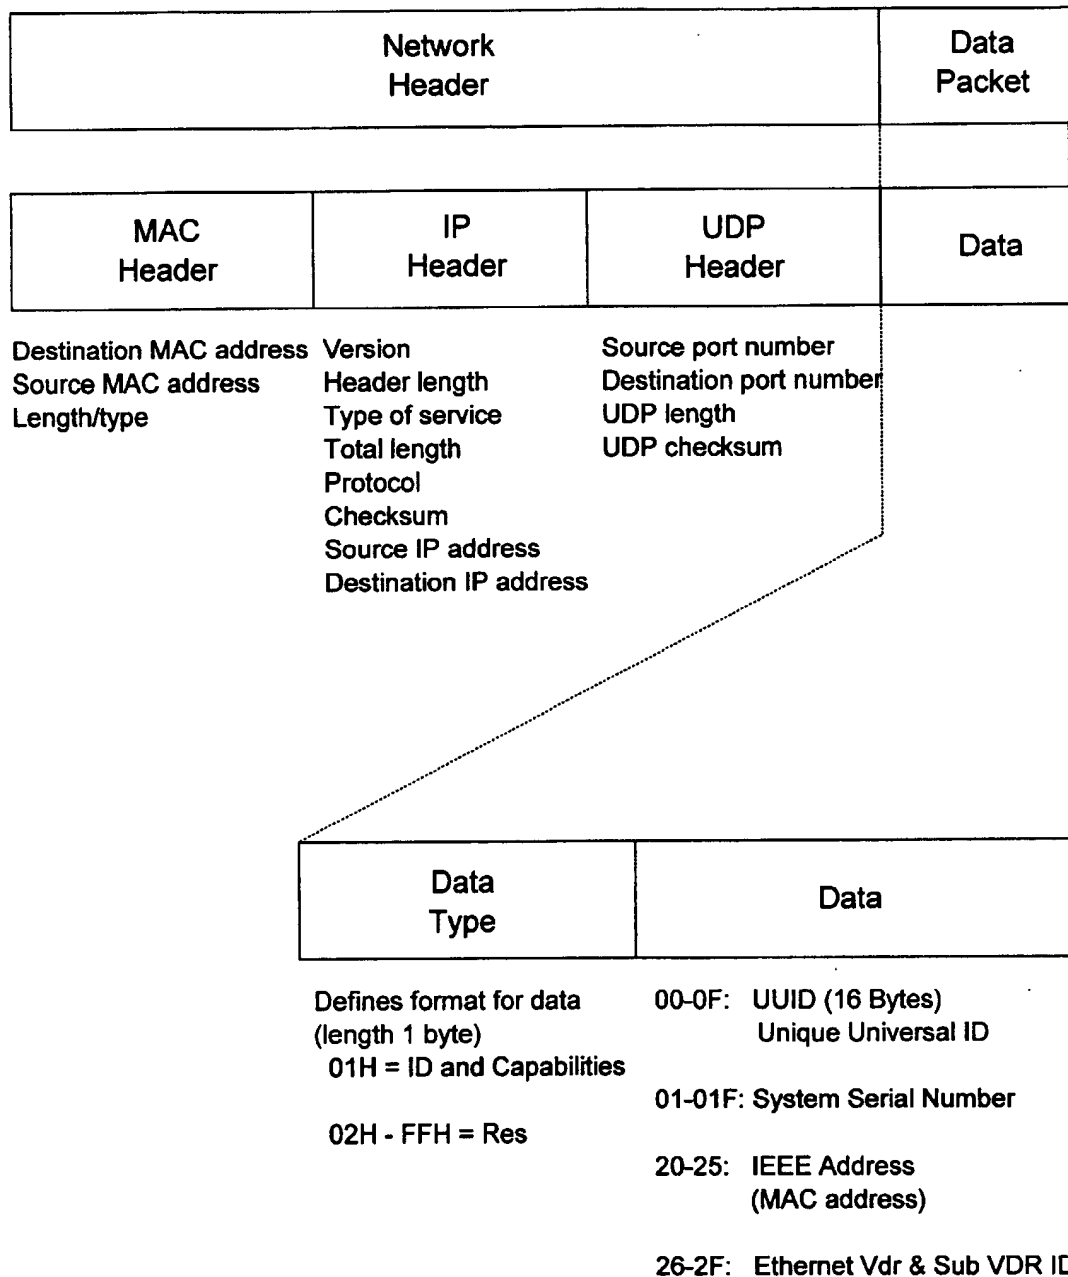 Network
Header
Data
Packet
MAC
Header
IP
Header
UDP
Header
Data
Destination MAC address
Source MAC address
Length/type
Version
Header length
Type of service
Total length
Protocol
Checksum
Source IP address
Destination IP address
Source port number
Destination port number
UDP length
UDP checksum
Data
Type
Data
Defines format for data
(length 1 byte)
01H = ID and Capabilities
02H - FFH = Res
00-0F: UUID (16 Bytes)
Unique Universal ID
01-01F: System Serial Number
20-25: IEEE Address
(MAC address)
26-2F: Ethernet Vdr & Sub VDR ID